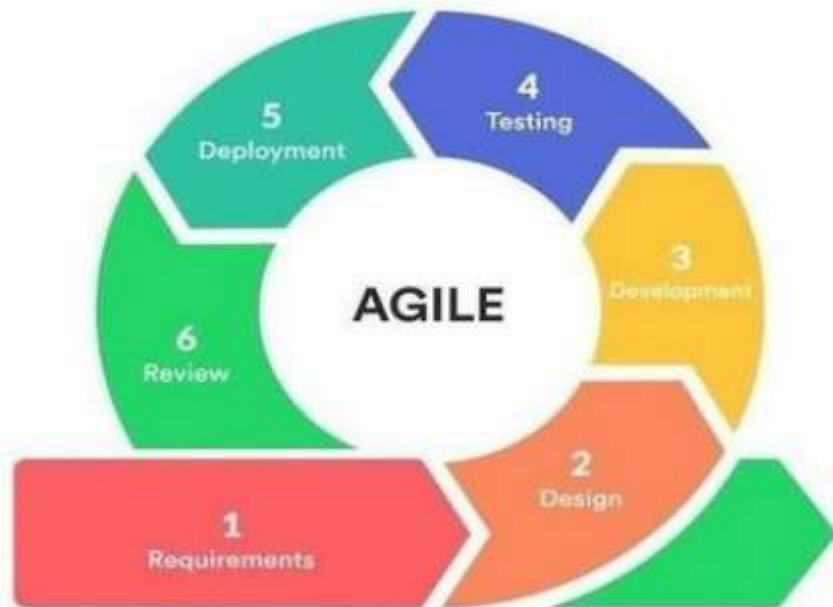 5
Deployment
4
Testing
3
Development
AGILE
6
Review
2
Design
1
Requirements